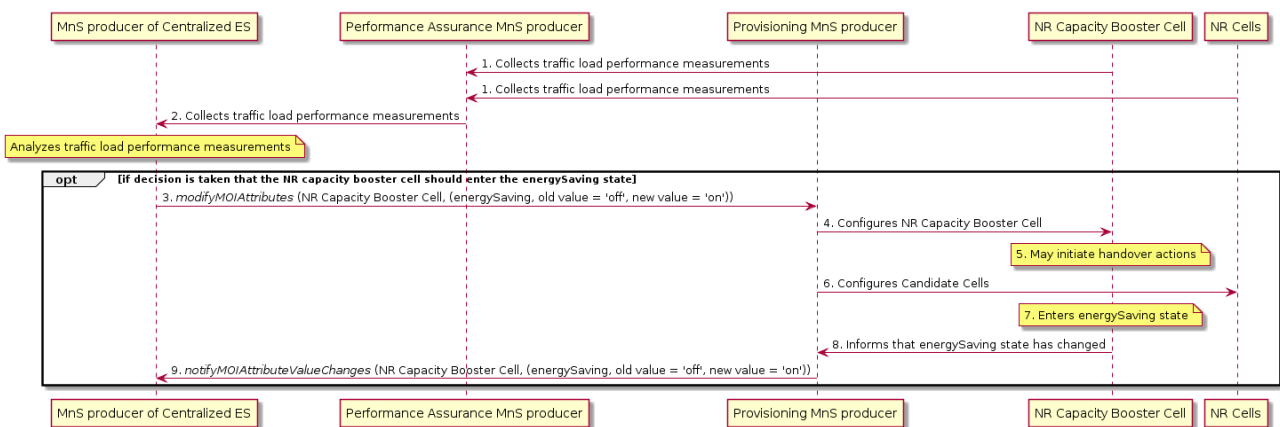 MnS producer of Centralized ES
Performance Assurance MnS producer
Provisioning MnS producer
NR Capacity Booster Cell
NR Cells
1. Collects traffic load performance measurements
1. Collects traffic load performance measurements
2. Collects traffic load performance measurements
Analyzes traffic load performance measurements
opt
[if decision is taken that the NR capacity booster cell should enter the energySaving state]
3. modifyMOIAttributes (NR Capacity Booster Cell, (energySaving, old value = 'off', new value = 'on'))
4. Configures NR Capacity Booster Cell
5. May initiate handover actions
6. Configures Candidate Cells
7. Enters energySaving state
8. Informs that energySaving state has changed
9. notifyMOIAttributeValueChanges (NR Capacity Booster Cell, (energySaving, old value = 'off', new value = 'on'))
MnS producer of Centralized ES
Performance Assurance MnS producer
Provisioning MnS producer
NR Capacity Booster Cell
NR Cells